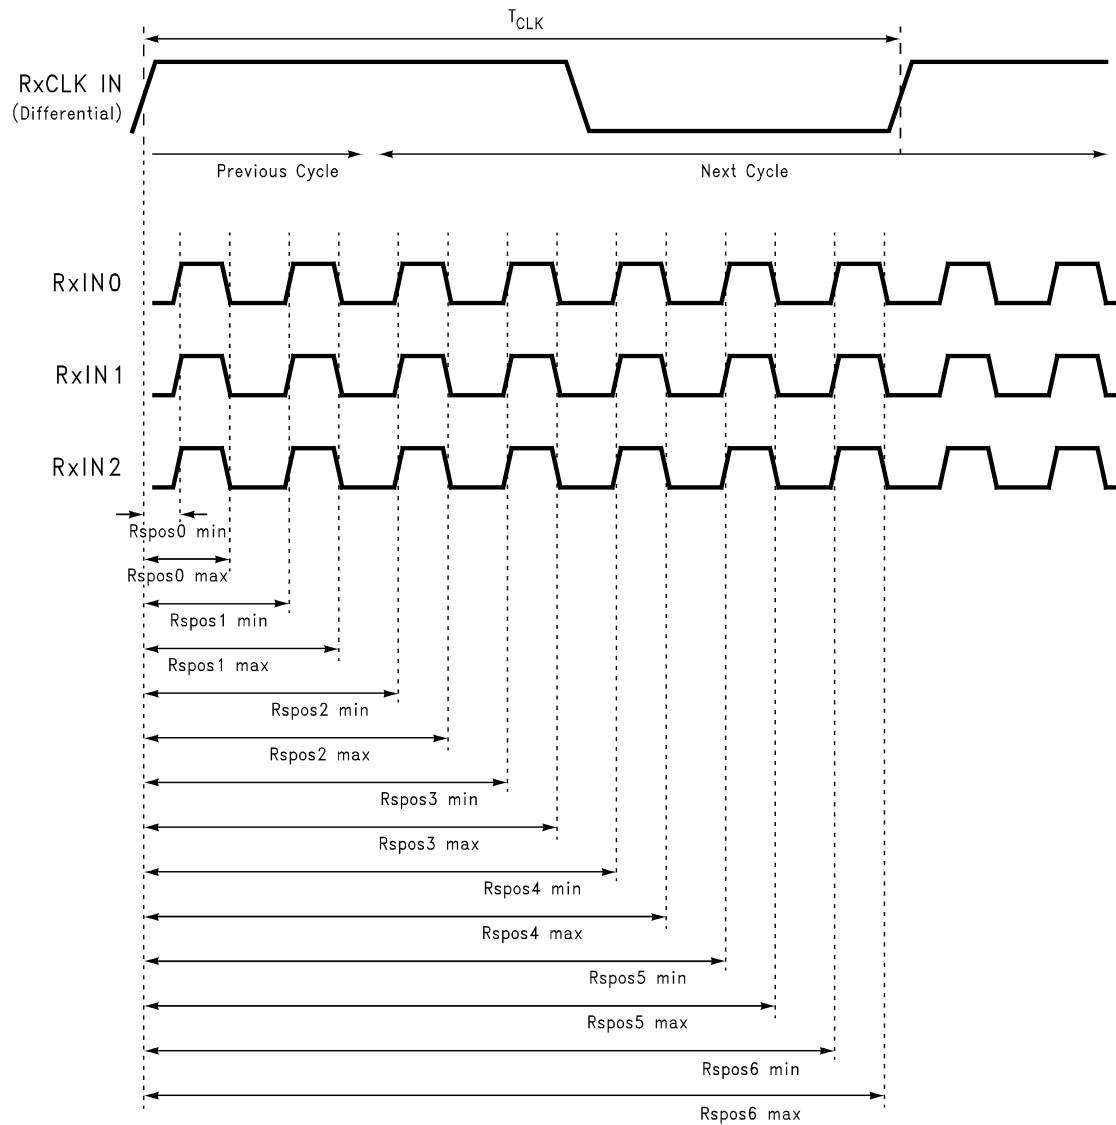 TCLK
RxCLK IN
(Differential)
Previous Cycle
Next Cycle
RxIN0
RxIN1
RxIN2
Rspos0 min
Rspos0 max
Rspos1 min
Rspos1 max
Rspos2 min
Rspos2 max
Rspos3 min
Rspos3 max
Rspos4 min
Rspos4 max
Rspos5 min
Rspos5 max
Rspos6 min
Rspos6 max